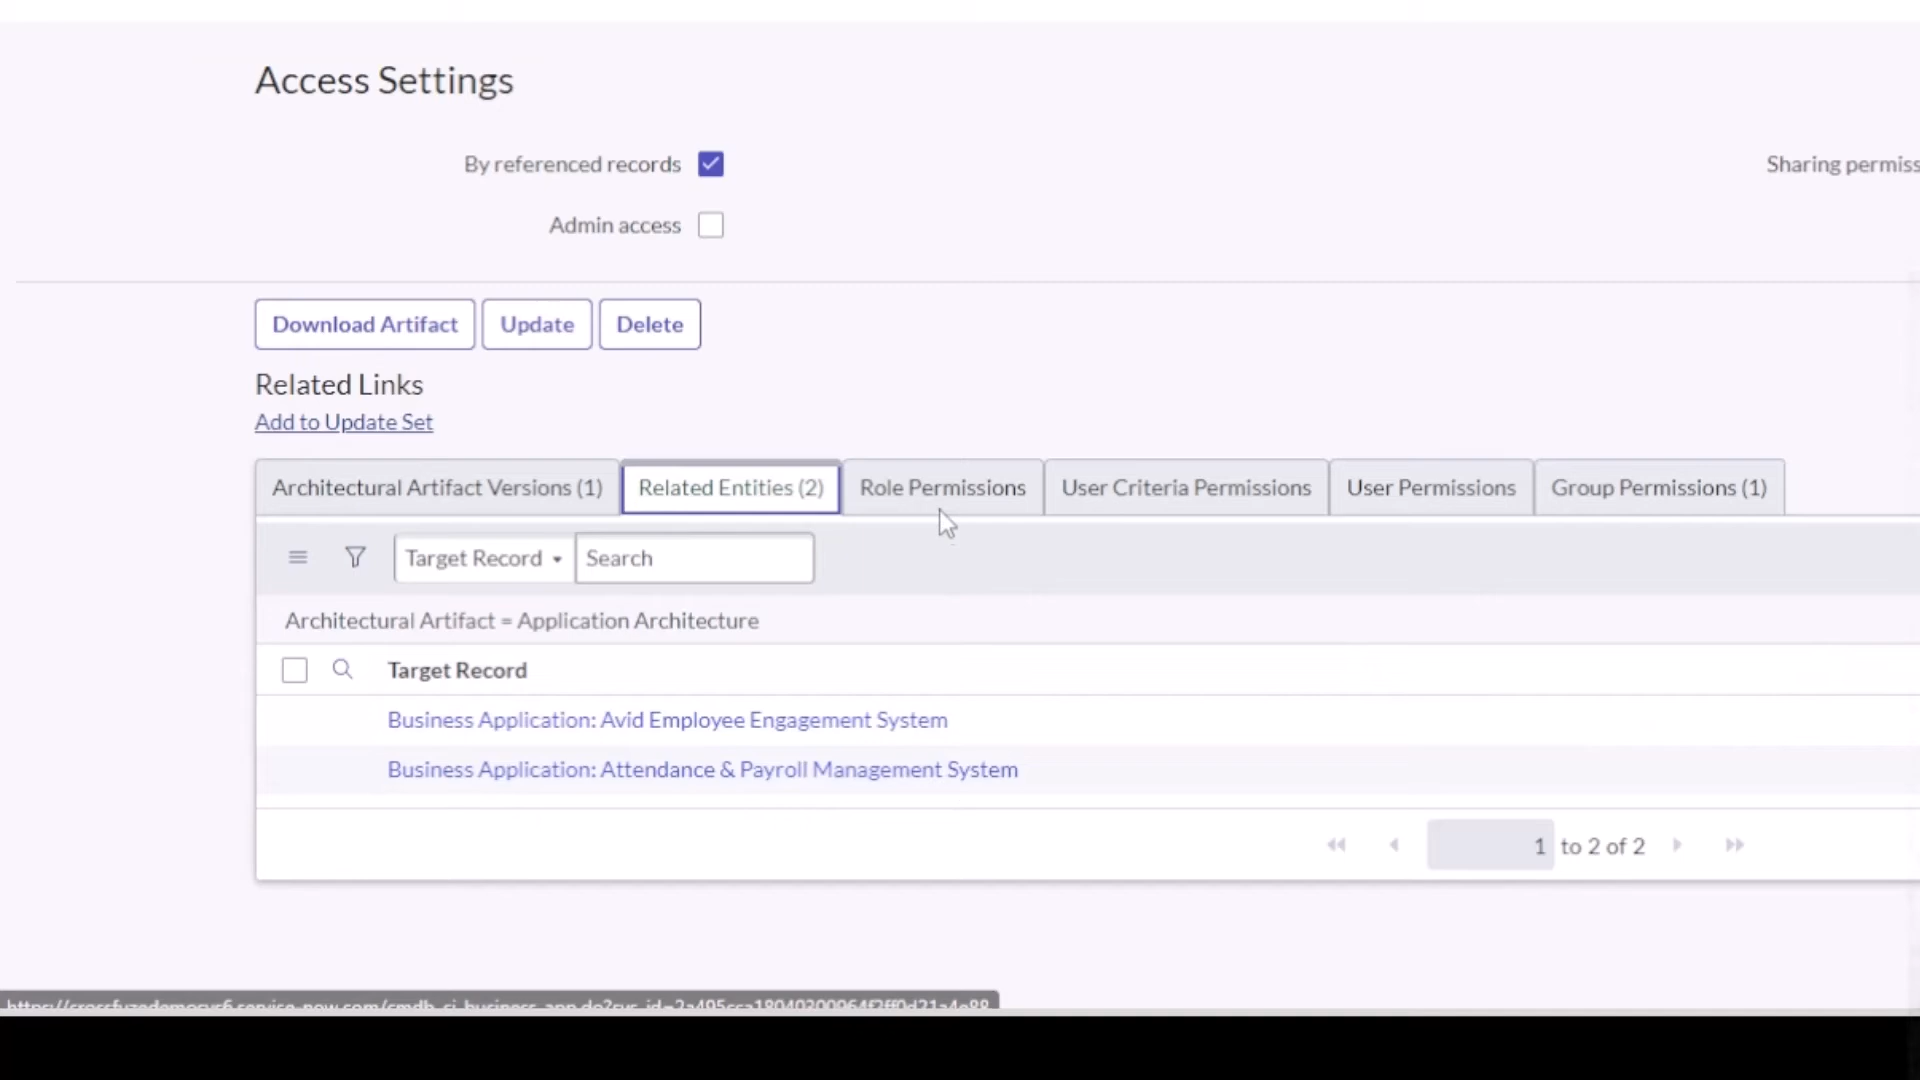 Access Settings
By referenced records
Sharing permiss
Admin access
Download Artifact Update Delete
Related Links
Add to Update Set
Architectural Artifact Versions (1) Related Entities (2) Role Permissions User Criteria Permissions User Permissions Group Permissions (1)
Target Record Search
Architectural Artifact = Application Architecture
Target Record
Business Application: Avid Employee Engagement System
Business Application: Attendance & Payroll Management System
1 to 2 of 2